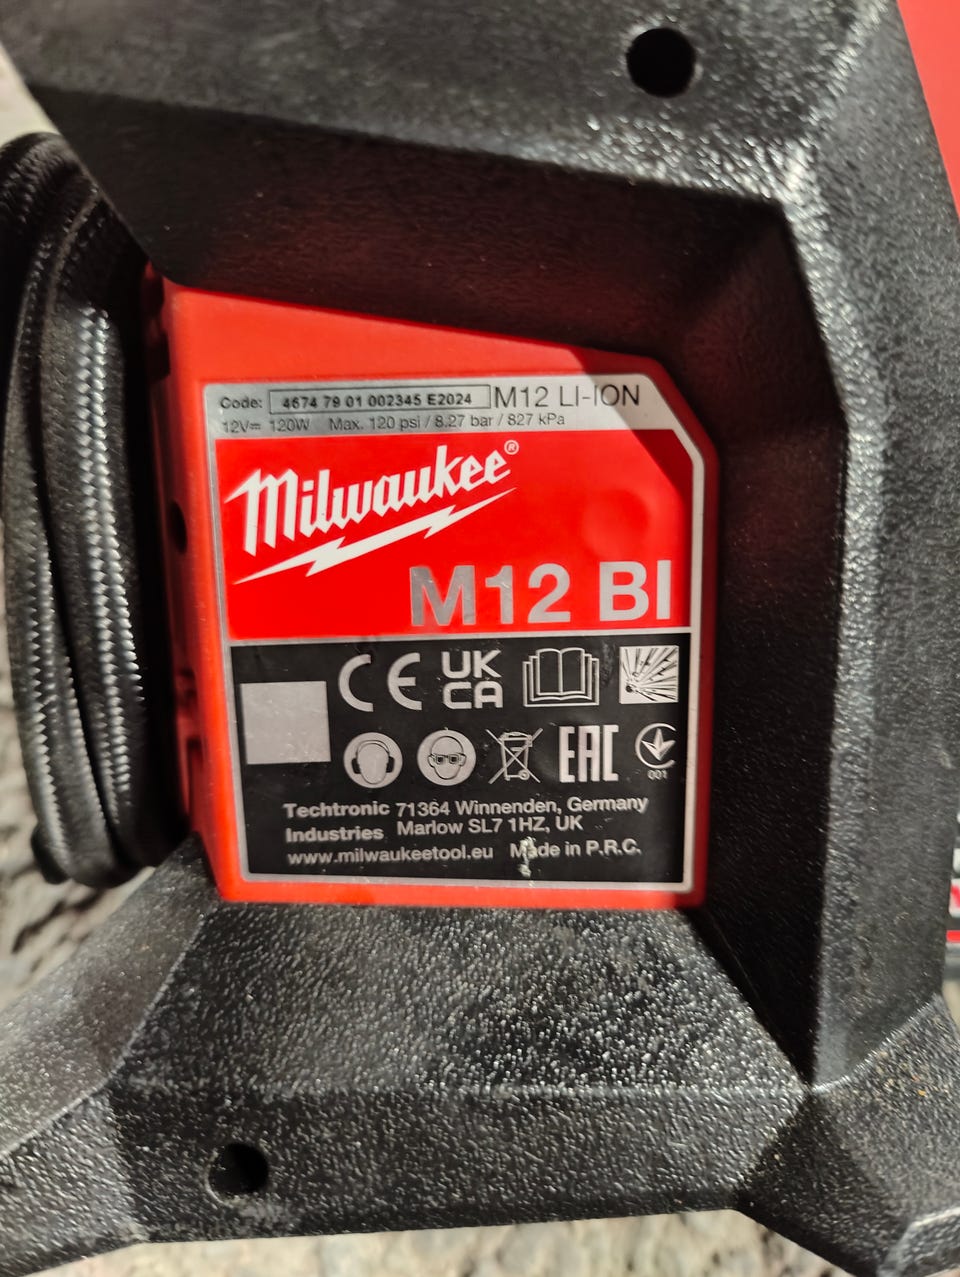 Code: 4674 79 01 002345 E2024 M12 LI-ION
12V⎓ 120W Max. 120 psi / 8.27 bar / 827 kPa
Milwaukee®
M12 BI
CE UK CA
EAC
001
Techtronic 71364 Winnenden, Germany
Industries Marlow SL7 1HZ, UK
www.milwaukeetool.eu Made in P.R.C.